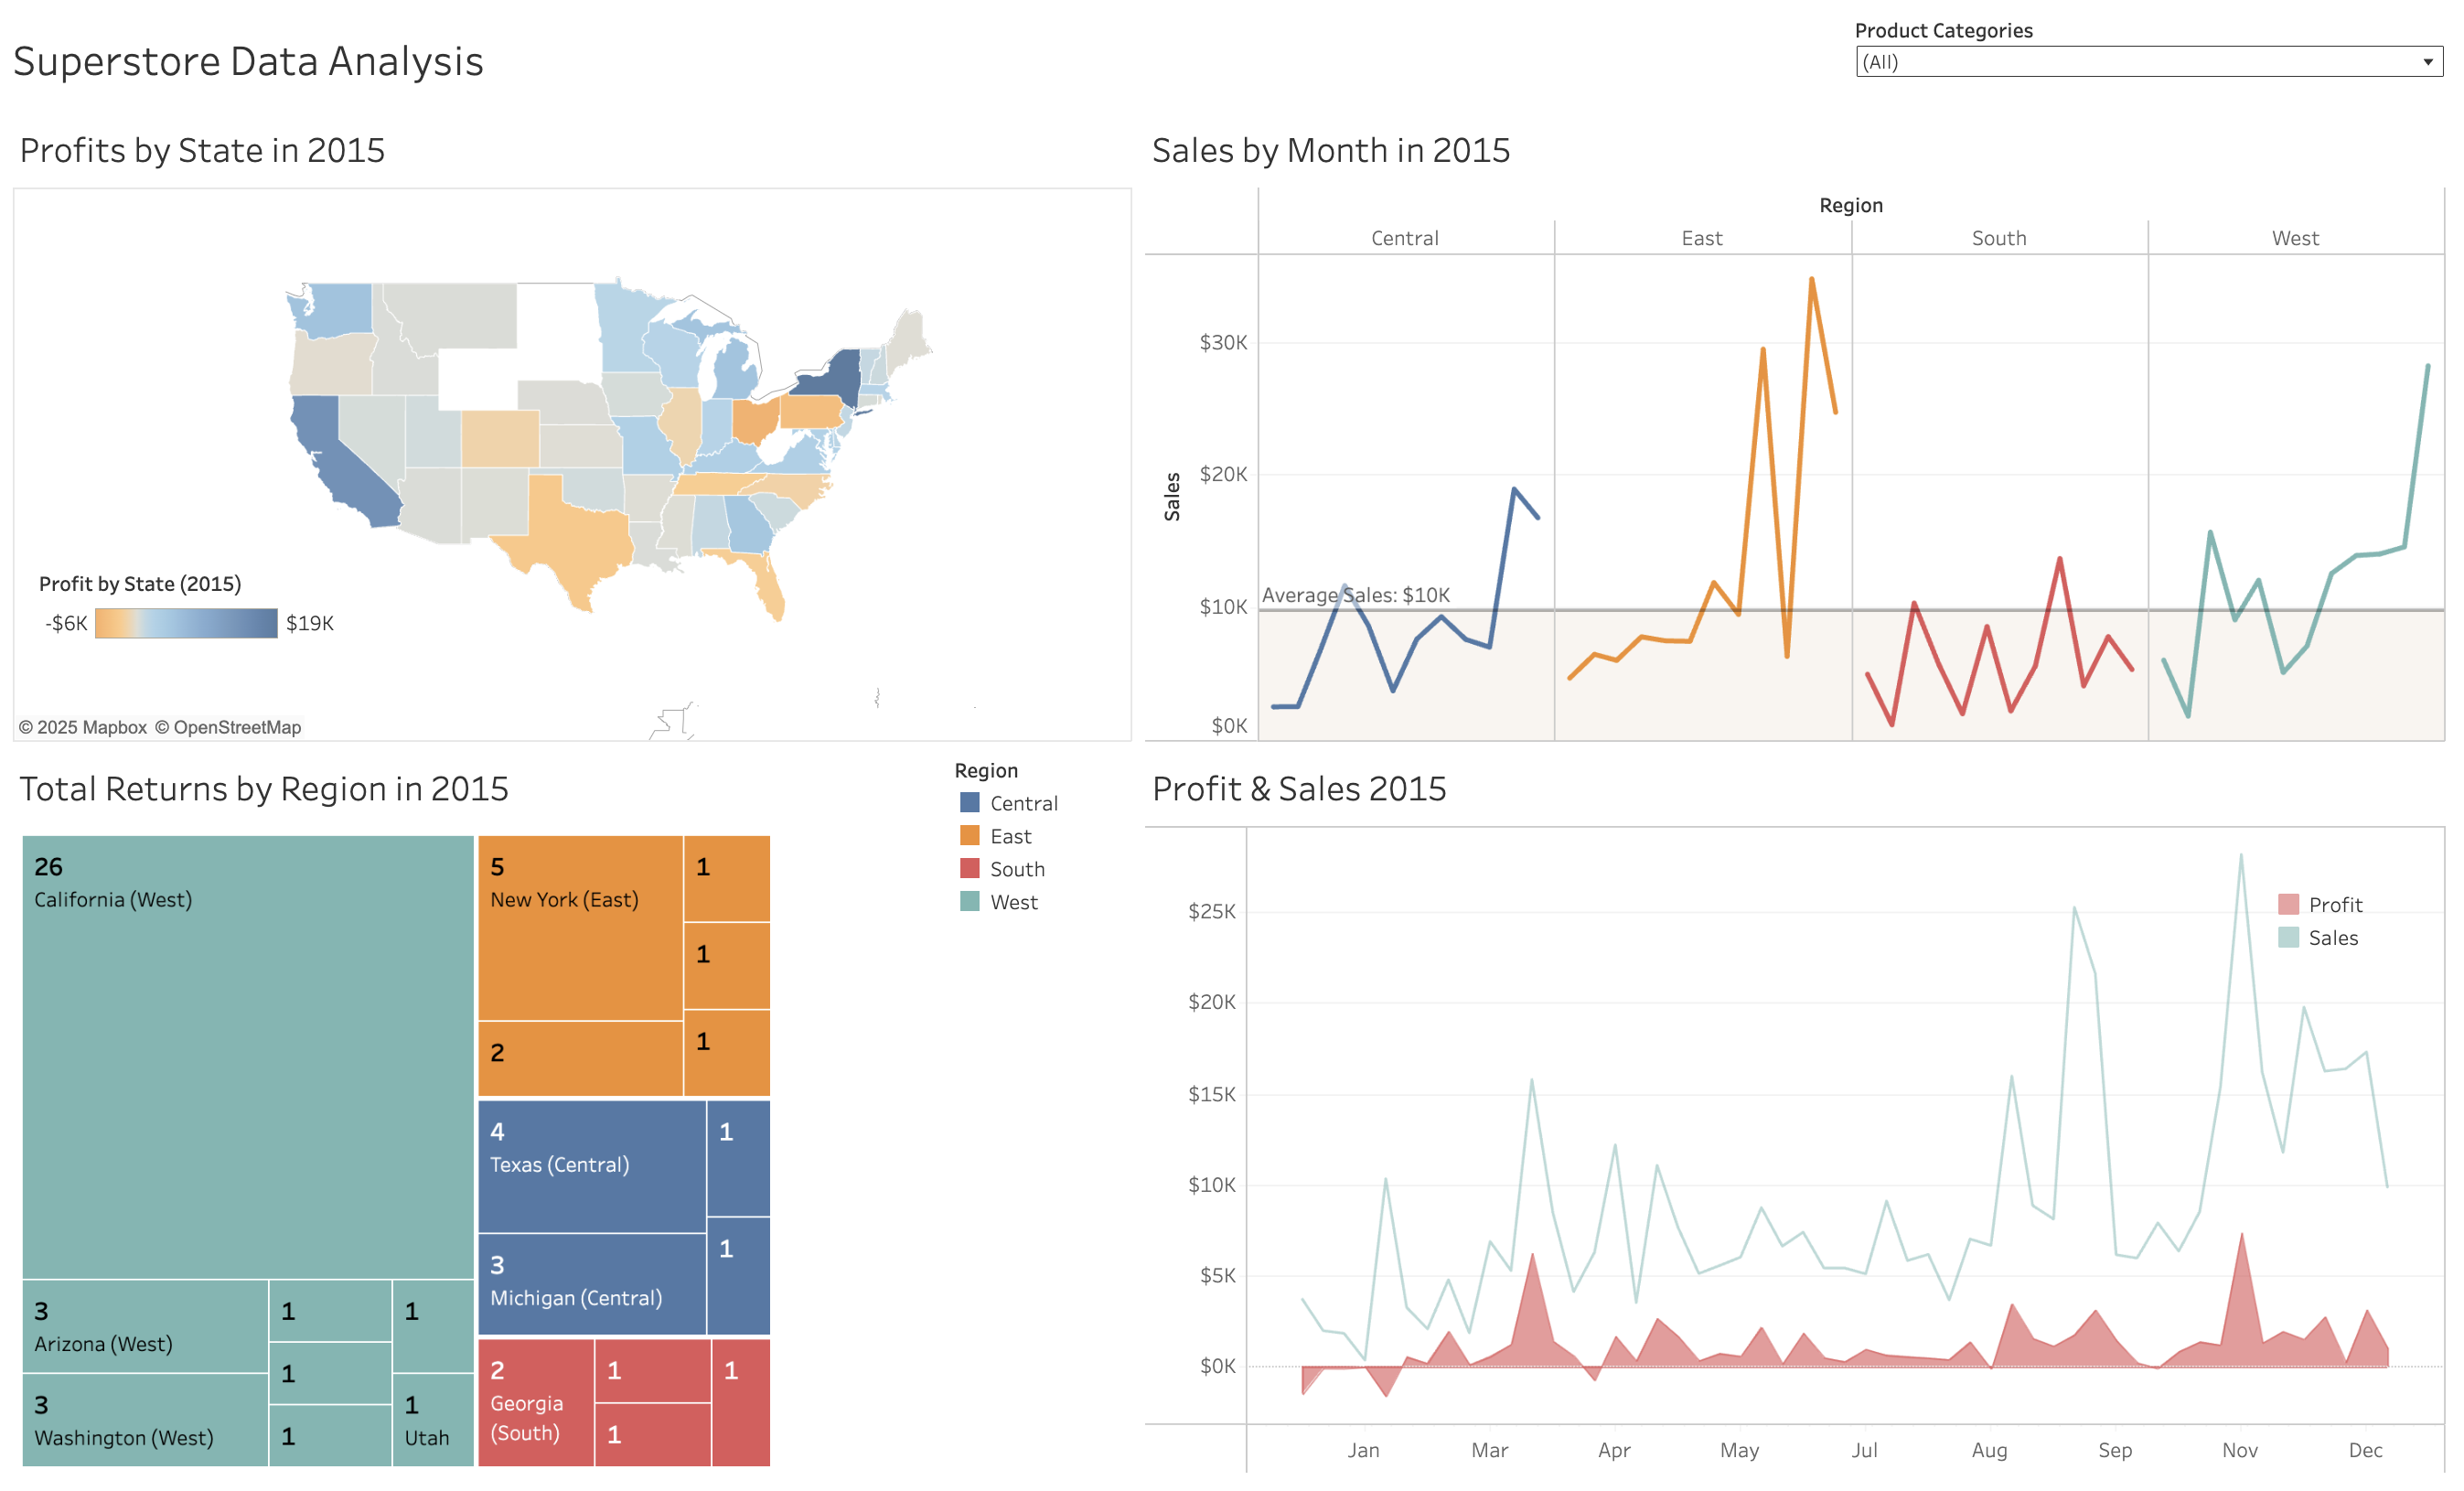 Product Categories
Superstore Data Analysis
(All)
Profits by State in 2015
Profit by State (2015)
-$6K $19K
© 2025 Mapbox © OpenStreetMap
Sales by Month in 2015
Region
Central East South West
Sales
$30K
$20K
$10K
$0K
Average Sales: $10K
Total Returns by Region in 2015
26
California (West)
3
Arizona (West)
3
Washington (West)
1
1
1
1
1
Utah
5
New York (East)
2
1
1
1
4
Texas (Central)
3
Michigan (Central)
1
1
2
Georgia
(South)
1
1
1
Region
Central
East
South
West
Profit & Sales 2015
$25K
$20K
$15K
$10K
$5K
$0K
Profit
Sales
Jan Mar Apr May Jul Aug Sep Nov Dec